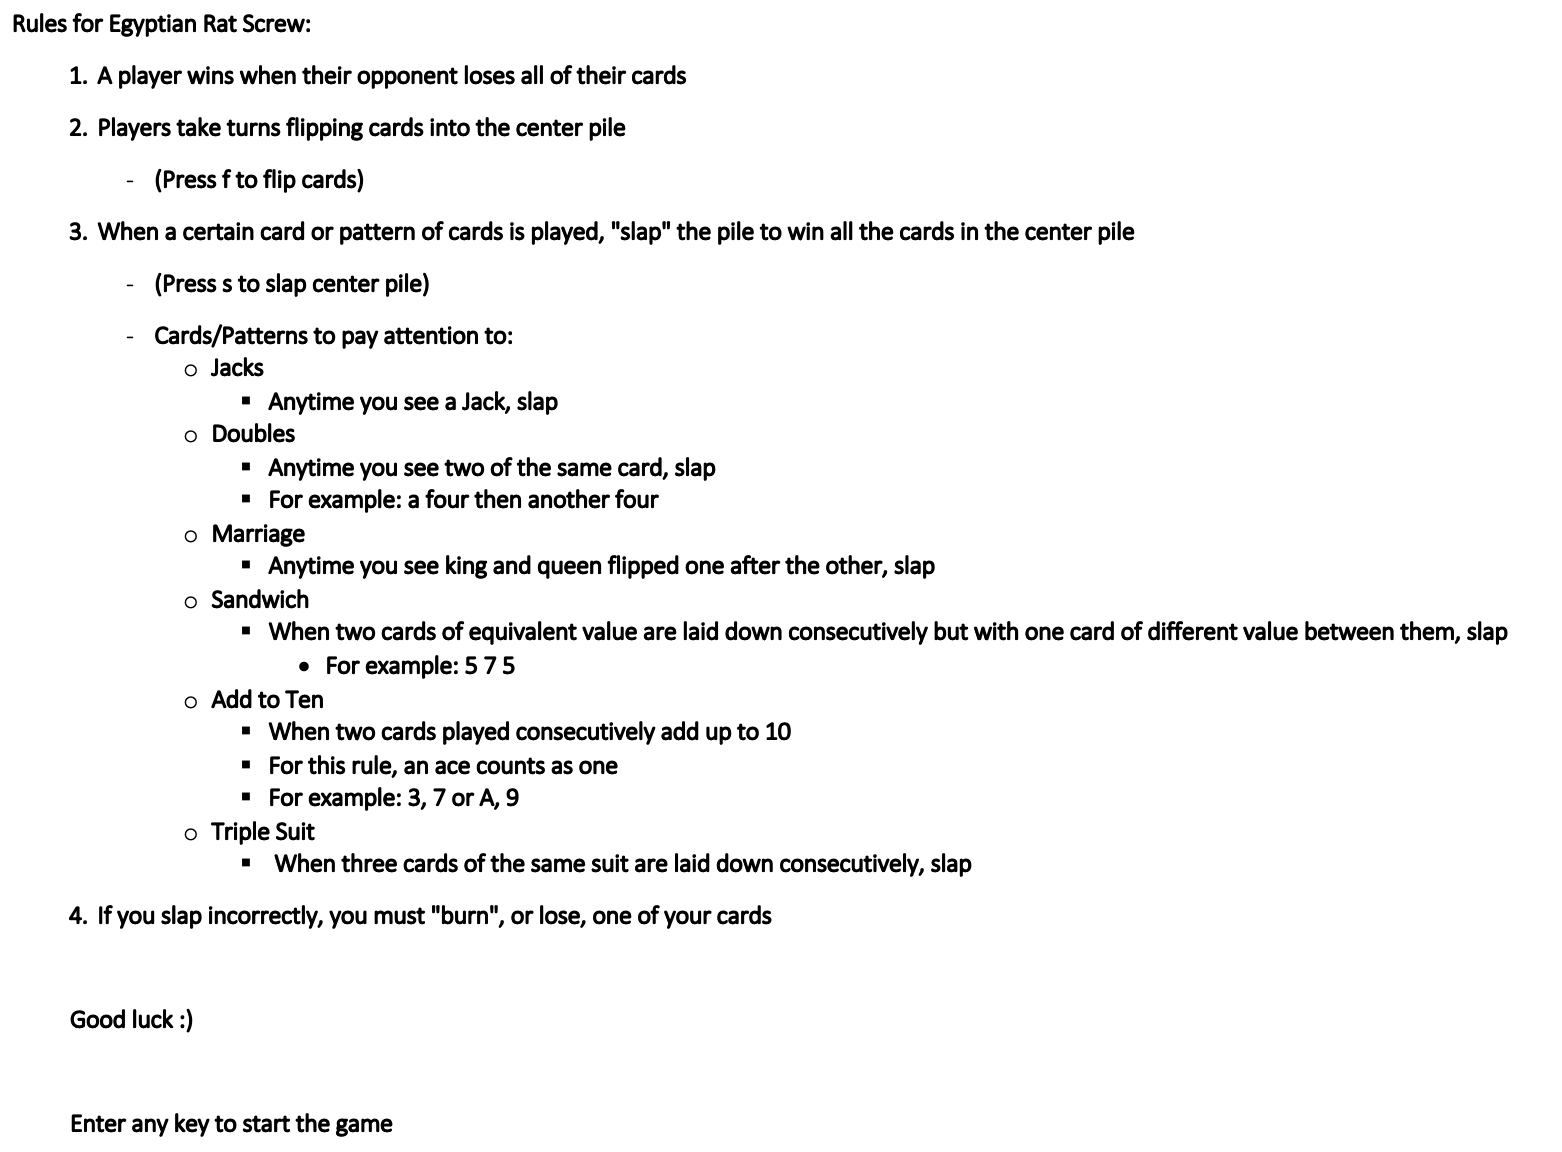 Rules for Egyptian Rat Screw:
1. A player wins when their opponent loses all of their cards
2. Players take turns flipping cards into the center pile
- (Press f to flip cards)
3. When a certain card or pattern of cards is played, "slap" the pile to win all the cards in the center pile
- (Press s to slap center pile)
- Cards/Patterns to pay attention to:
o Jacks
▪ Anytime you see a Jack, slap
o Doubles
▪ Anytime you see two of the same card, slap
▪ For example: a four then another four
o Marriage
▪ Anytime you see king and queen flipped one after the other, slap
o Sandwich
▪ When two cards of equivalent value are laid down consecutively but with one card of different value between them, slap
• For example: 5 7 5
o Add to Ten
▪ When two cards played consecutively add up to 10
▪ For this rule, an ace counts as one
▪ For example: 3, 7 or A, 9
o Triple Suit
▪ When three cards of the same suit are laid down consecutively, slap
4. If you slap incorrectly, you must "burn", or lose, one of your cards
Good luck :)
Enter any key to start the game